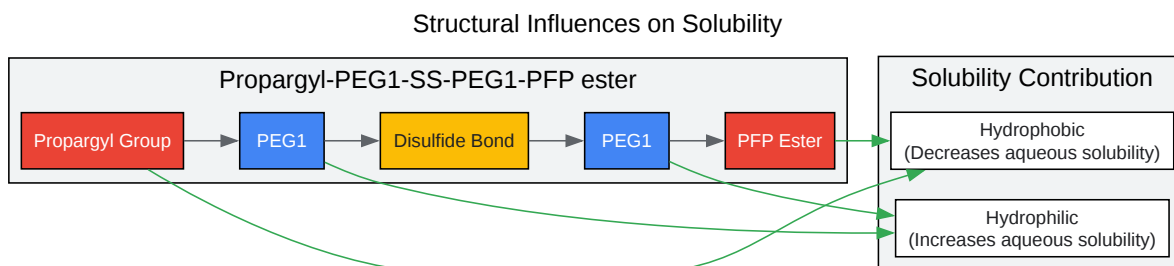 Structural Influences on Solubility
Propargyl-PEG1-SS-PEG1-PFP ester
Propargyl Group
PEG1
Disulfide Bond
PEG1
PFP Ester
Solubility Contribution
Hydrophobic
(Decreases aqueous solubility)
Hydrophilic
(Increases aqueous solubility)